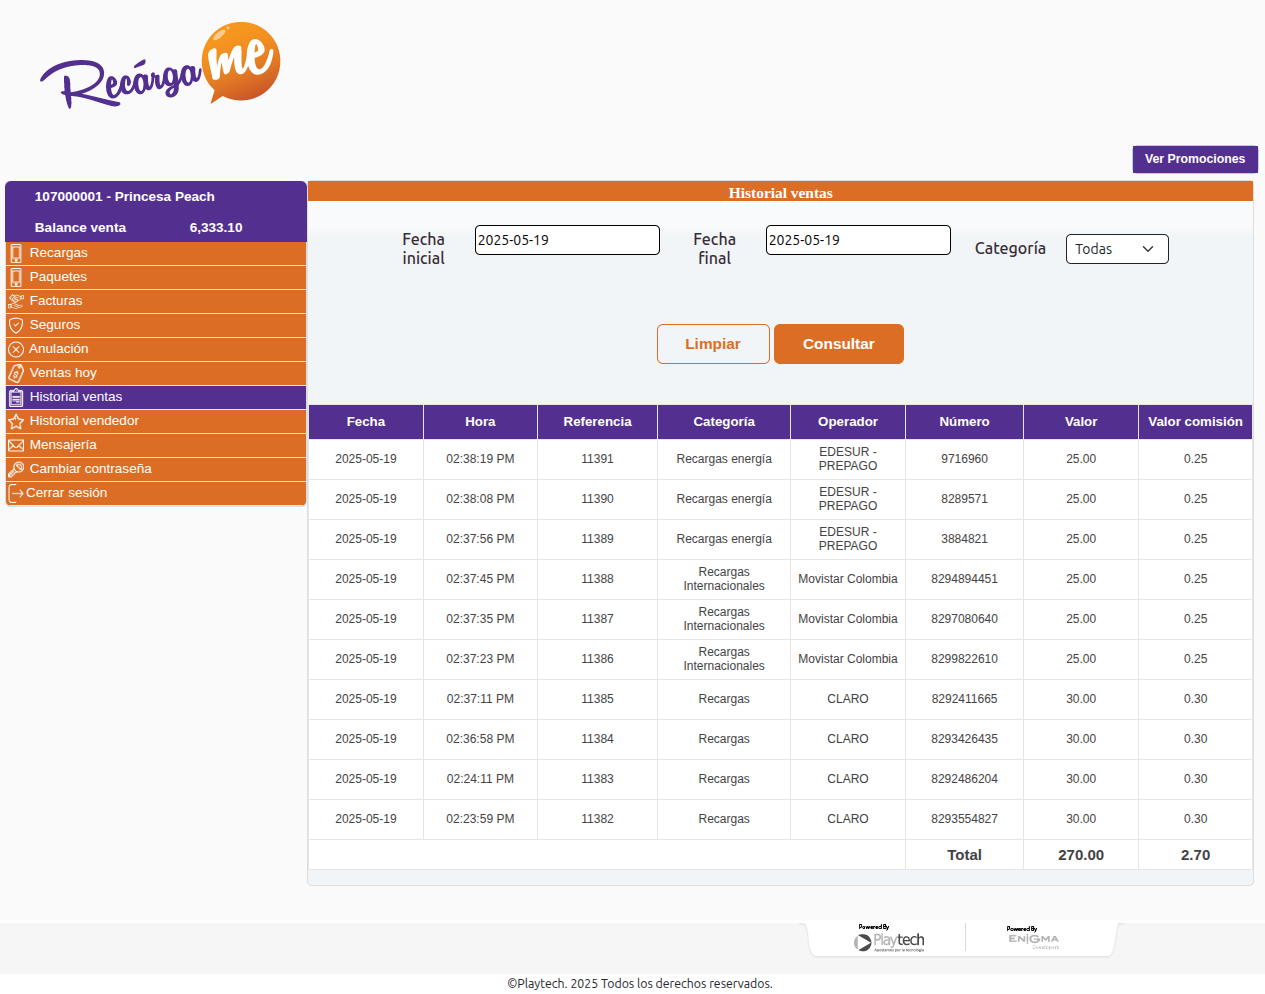 Recárga me
Ver Promociones
107000001 - Princesa Peach
Balance venta 6,333.10
Recargas
Paquetes
Facturas
Seguros
Anulación
Ventas hoy
Historial ventas
Historial vendedor
Mensajería
Cambiar contraseña
Cerrar sesión
Historial ventas
Fecha inicial 2025-05-19 Fecha final 2025-05-19 Categoría Todas
Limpiar Consultar
Fecha Hora Referencia Categoría Operador Número Valor Valor comisión
2025-05-19 02:38:19 PM 11391 Recargas energía EDESUR - PREPAGO 9716960 25.00 0.25
2025-05-19 02:38:08 PM 11390 Recargas energía EDESUR - PREPAGO 8289571 25.00 0.25
2025-05-19 02:37:56 PM 11389 Recargas energía EDESUR - PREPAGO 3884821 25.00 0.25
2025-05-19 02:37:45 PM 11388 Recargas Internacionales Movistar Colombia 8294894451 25.00 0.25
2025-05-19 02:37:35 PM 11387 Recargas Internacionales Movistar Colombia 8297080640 25.00 0.25
2025-05-19 02:37:23 PM 11386 Recargas Internacionales Movistar Colombia 8299822610 25.00 0.25
2025-05-19 02:37:11 PM 11385 Recargas CLARO 8292411665 30.00 0.30
2025-05-19 02:36:58 PM 11384 Recargas CLARO 8293426435 30.00 0.30
2025-05-19 02:24:11 PM 11383 Recargas CLARO 8292486204 30.00 0.30
2025-05-19 02:23:59 PM 11382 Recargas CLARO 8293554827 30.00 0.30
Total 270.00 2.70
Powered By Powered By
Playtech ENIGMA
Apostamos por la tecnología Developers
©Playtech. 2025 Todos los derechos reservados.